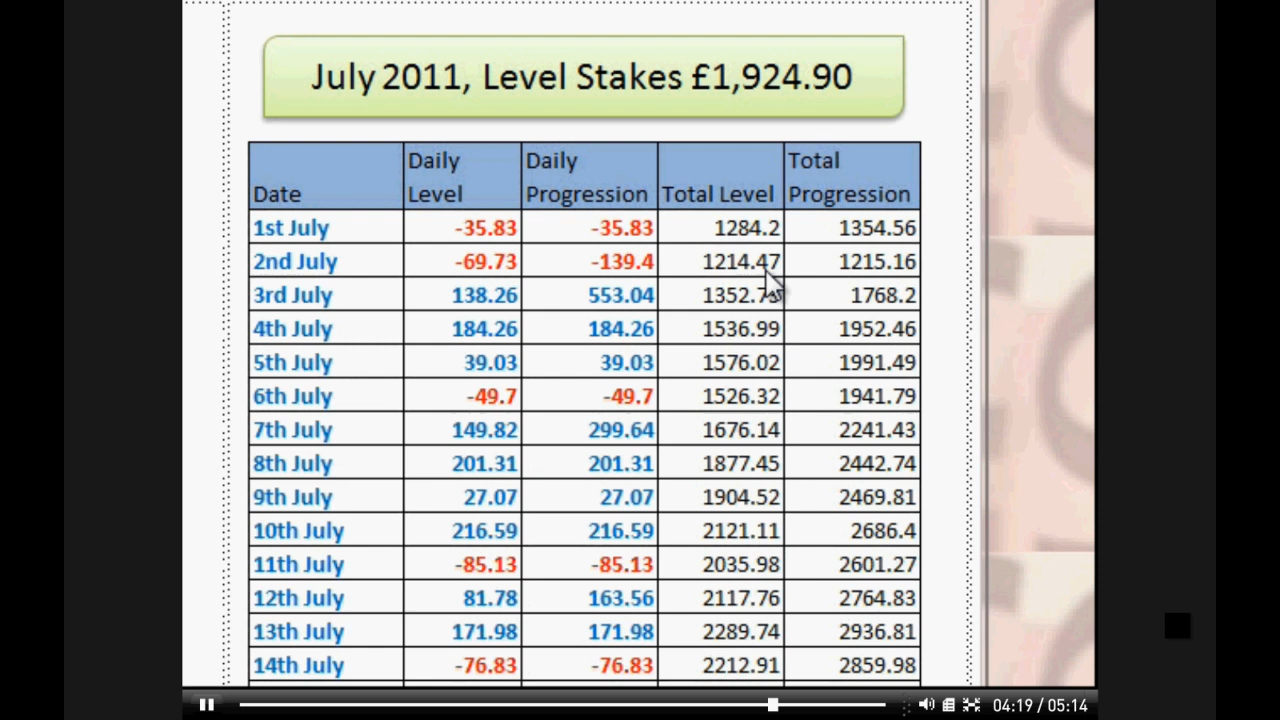 July 2011, Level Stakes £1,924.90
Date Daily Level Daily Progression Total Level Total Progression
1st July -35.83 -35.83 1284.2 1354.56
2nd July -69.73 -139.4 1214.47 1215.16
3rd July 138.26 553.04 1768.2
4th July 184.26 184.26 1536.99 1952.46
5th July 39.03 39.03 1576.02 1991.49
6th July -49.7 -49.7 1526.32 1941.79
7th July 149.82 299.64 1676.14 2241.43
8th July 201.31 201.31 1877.45 2442.74
9th July 27.07 27.07 1904.52 2469.81
10th July 216.59 216.59 2121.11 2686.4
11th July -85.13 -85.13 2035.98 2601.27
12th July 81.78 163.56 2117.76 2764.83
13th July 171.98 171.98 2289.74 2936.81
14th July -76.83 -76.83 2212.91 2859.98
04:19 / 05:14